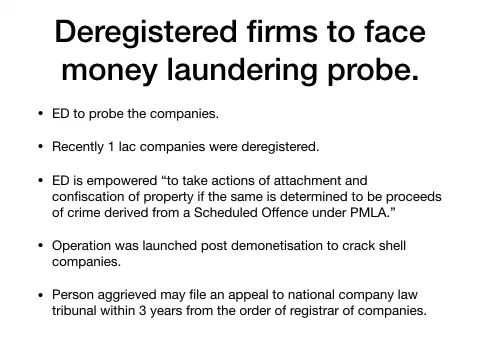 Deregistered firms to face
money laundering probe.
• ED to probe the companies.
• Recently 1 lac companies were deregistered.
• ED is empowered “to take actions of attachment and
confiscation of property if the same is determined to be proceeds
of crime derived from a Scheduled Offence under PMLA.”
• Operation was launched post demonetisation to crack shell
companies.
• Person aggrieved may file an appeal to national company law
tribunal within 3 years from the order of registrar of companies.